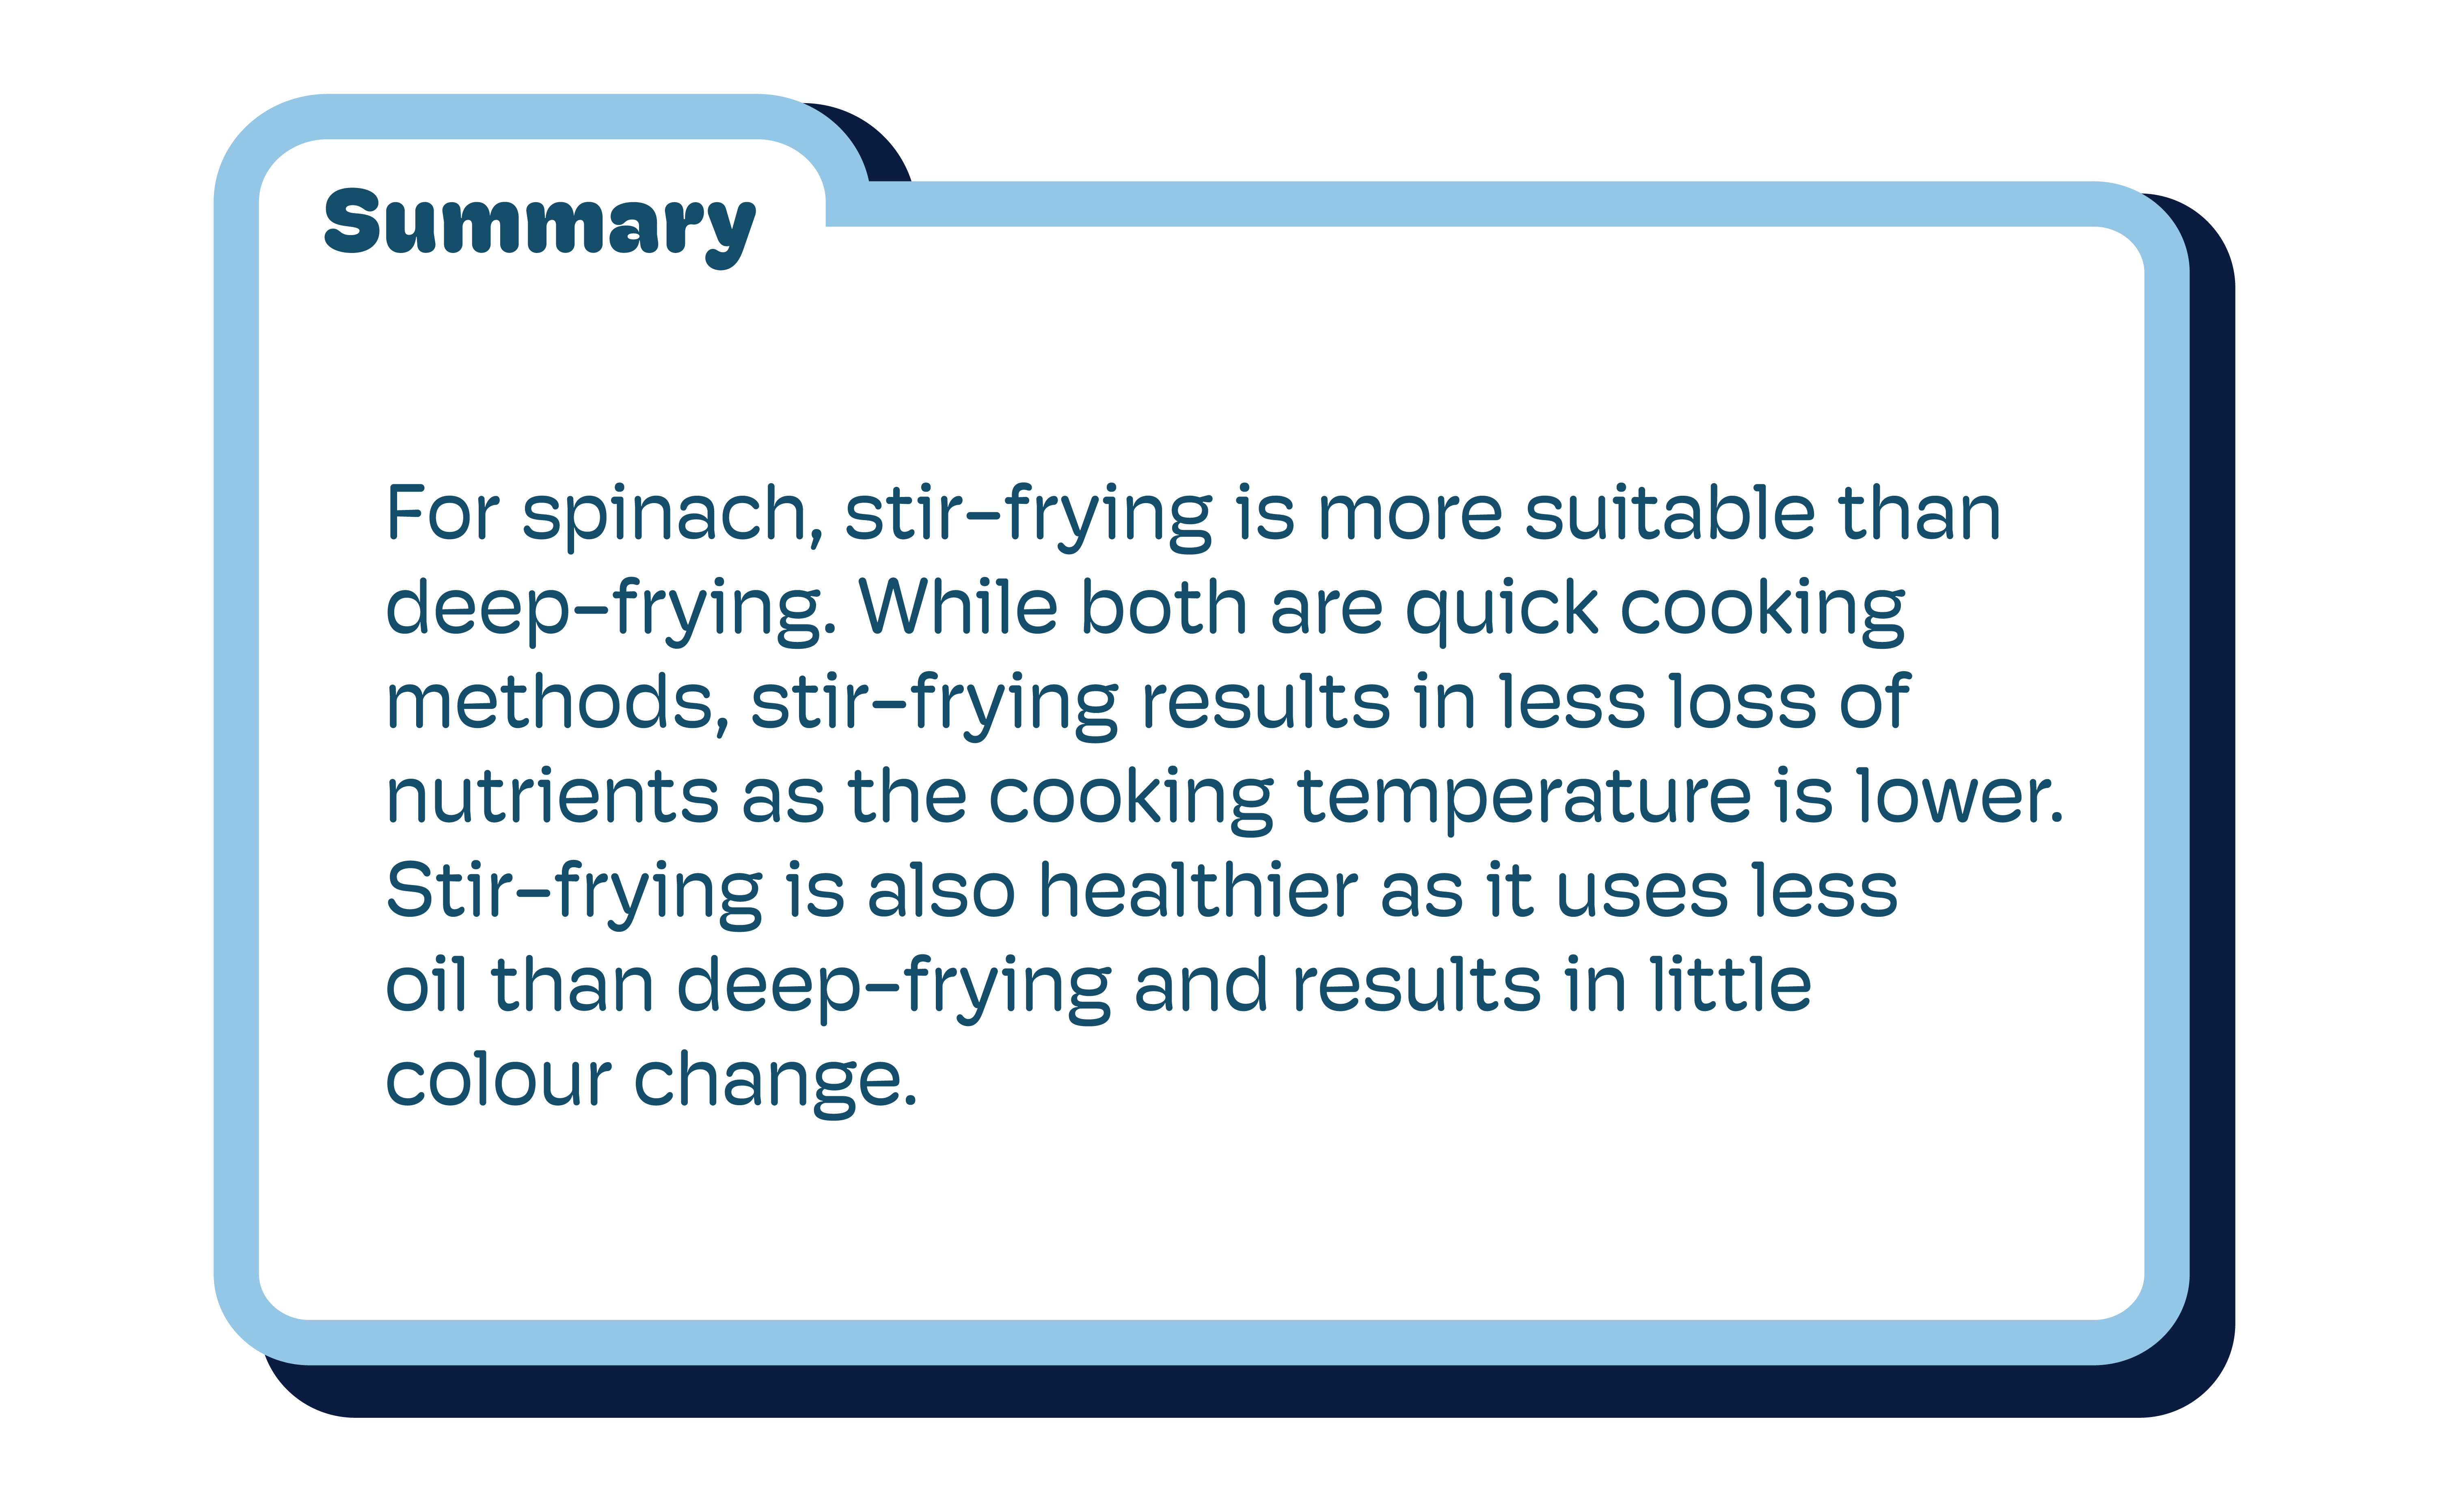 Summary
For spinach, stir-frying is more suitable than
deep-frying. While both are quick cooking
methods, stir-frying results in less loss of
nutrients as the cooking temperature is lower.
Stir-frying is also healthier as it uses less
oil than deep-frying and results in little
colour change.